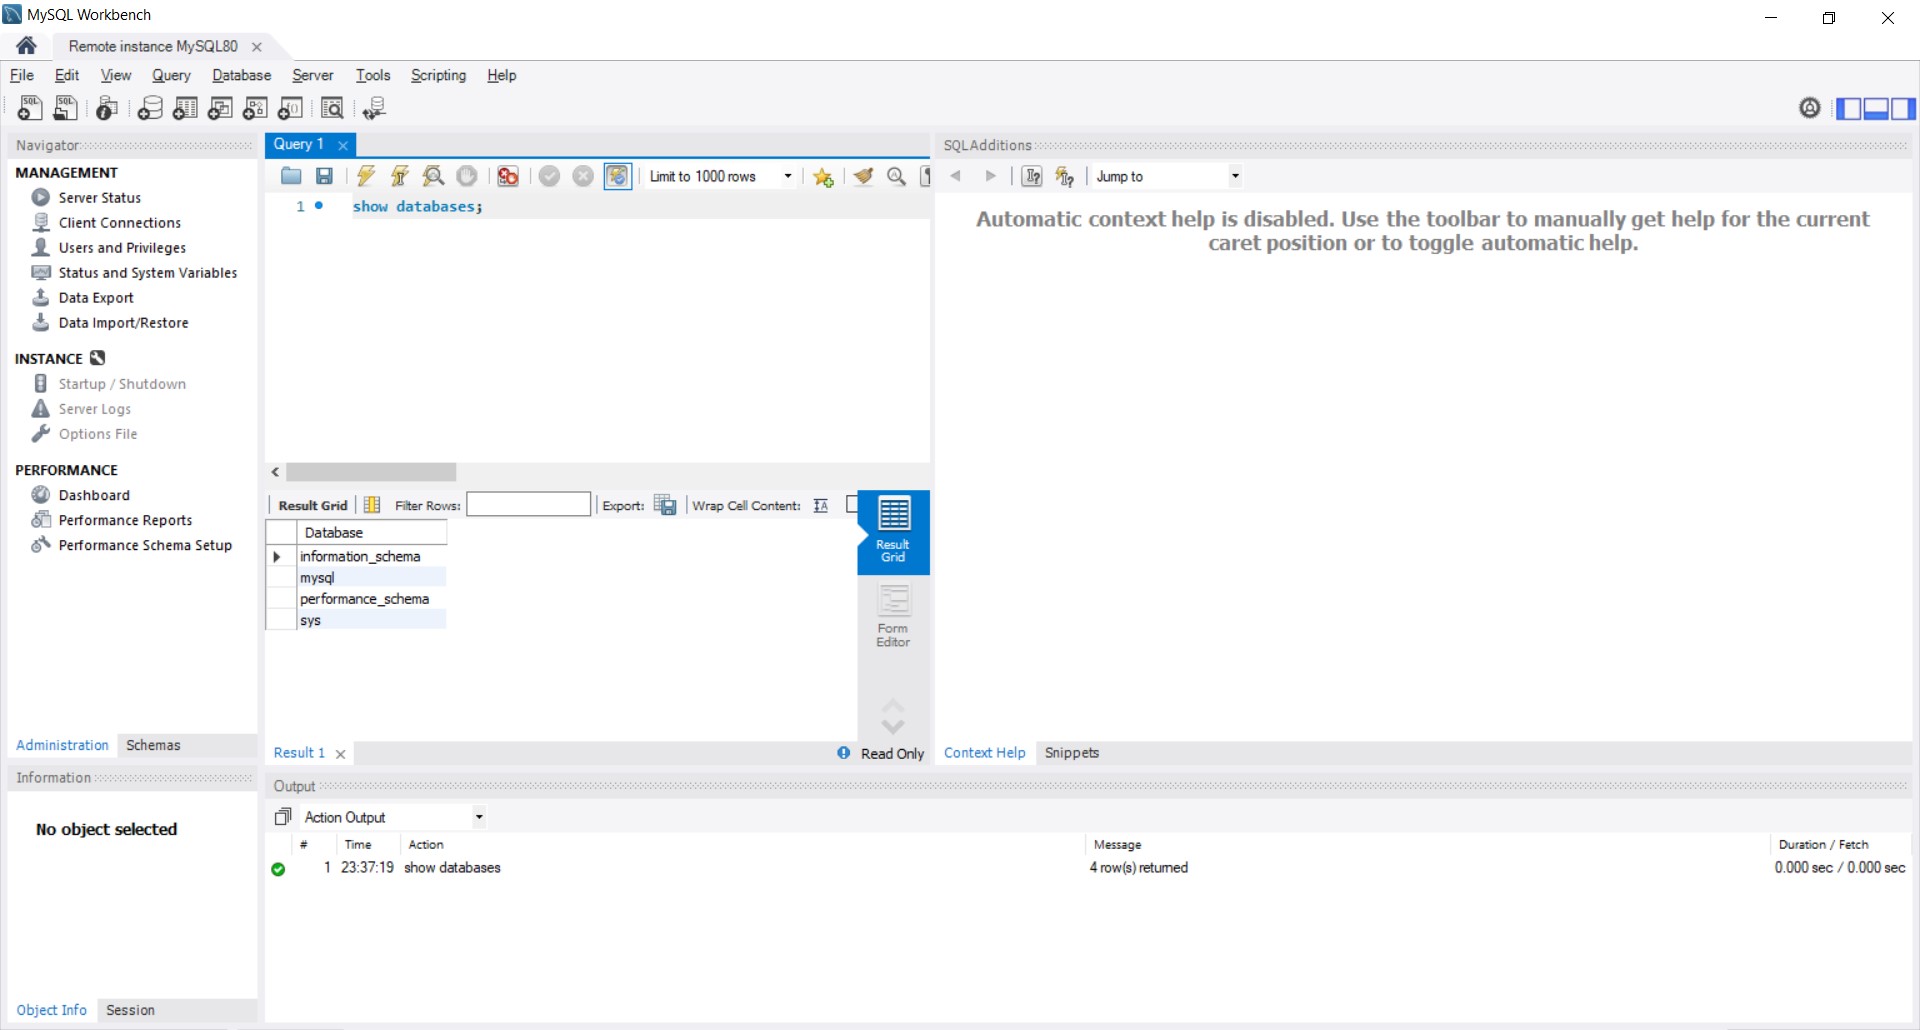 MySQL Workbench
Remote instance MySQL80
File Edit View Query Database Server Tools Scripting Help
Navigator
MANAGEMENT
Server Status
Client Connections
Users and Privileges
Status and System Variables
Data Export
Data Import/Restore
INSTANCE
Startup / Shutdown
Server Logs
Options File
PERFORMANCE
Dashboard
Performance Reports
Performance Schema Setup
Administration Schemas
Information
No object selected
Object Info Session
Query 1
Limit to 1000 rows
1 show databases;
Result Grid Filter Rows: Export: Wrap Cell Content:
Database
information_schema
mysql
performance_schema
sys
Result
Grid
Form
Editor
Result 1 Read Only
SQLAdditions
Jump to
Automatic context help is disabled. Use the toolbar to manually get help for the current
caret position or to toggle automatic help.
Context Help Snippets
Output
Action Output
# Time Action Message Duration / Fetch
1 23:37:19 show databases 4 row(s) returned 0.000 sec / 0.000 sec